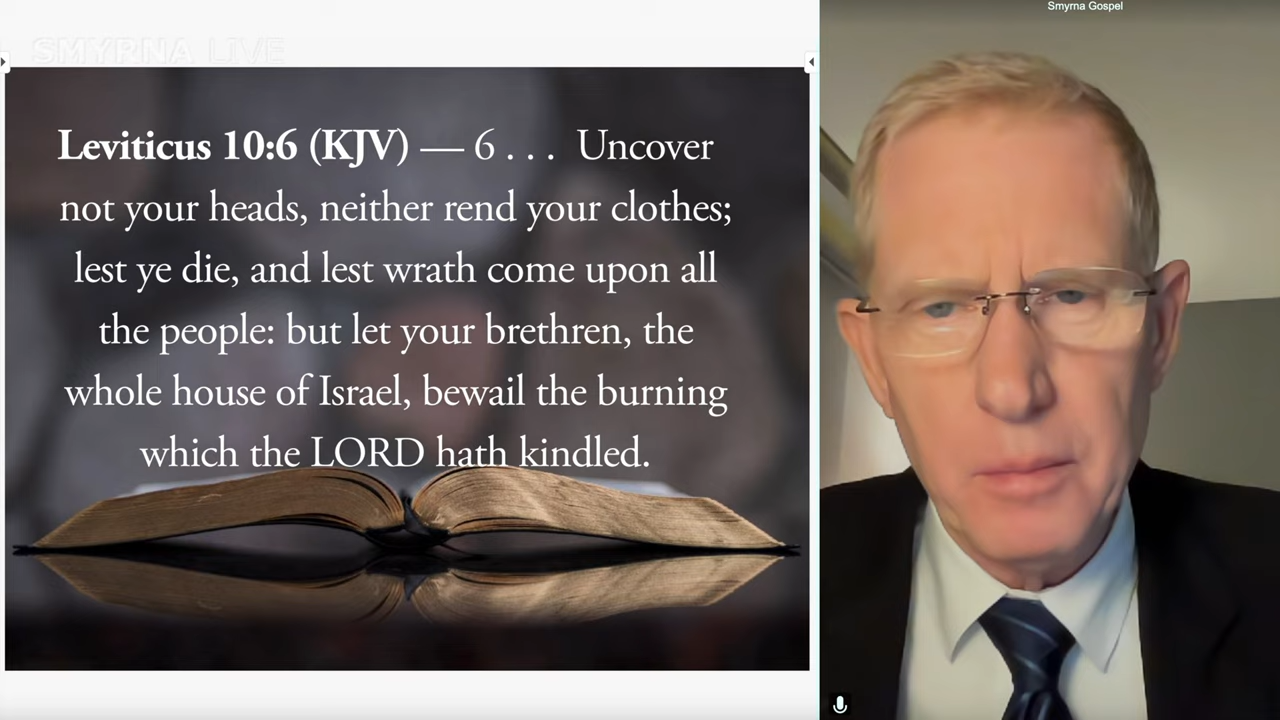 Smyrna Gospel
SMYRNA LIVE
Leviticus 10:6 (KJV) — 6 . . . Uncover
not your heads, neither rend your clothes;
lest ye die, and lest wrath come upon all
the people: but let your brethren, the
whole house of Israel, bewail the burning
which the LORD hath kindled.